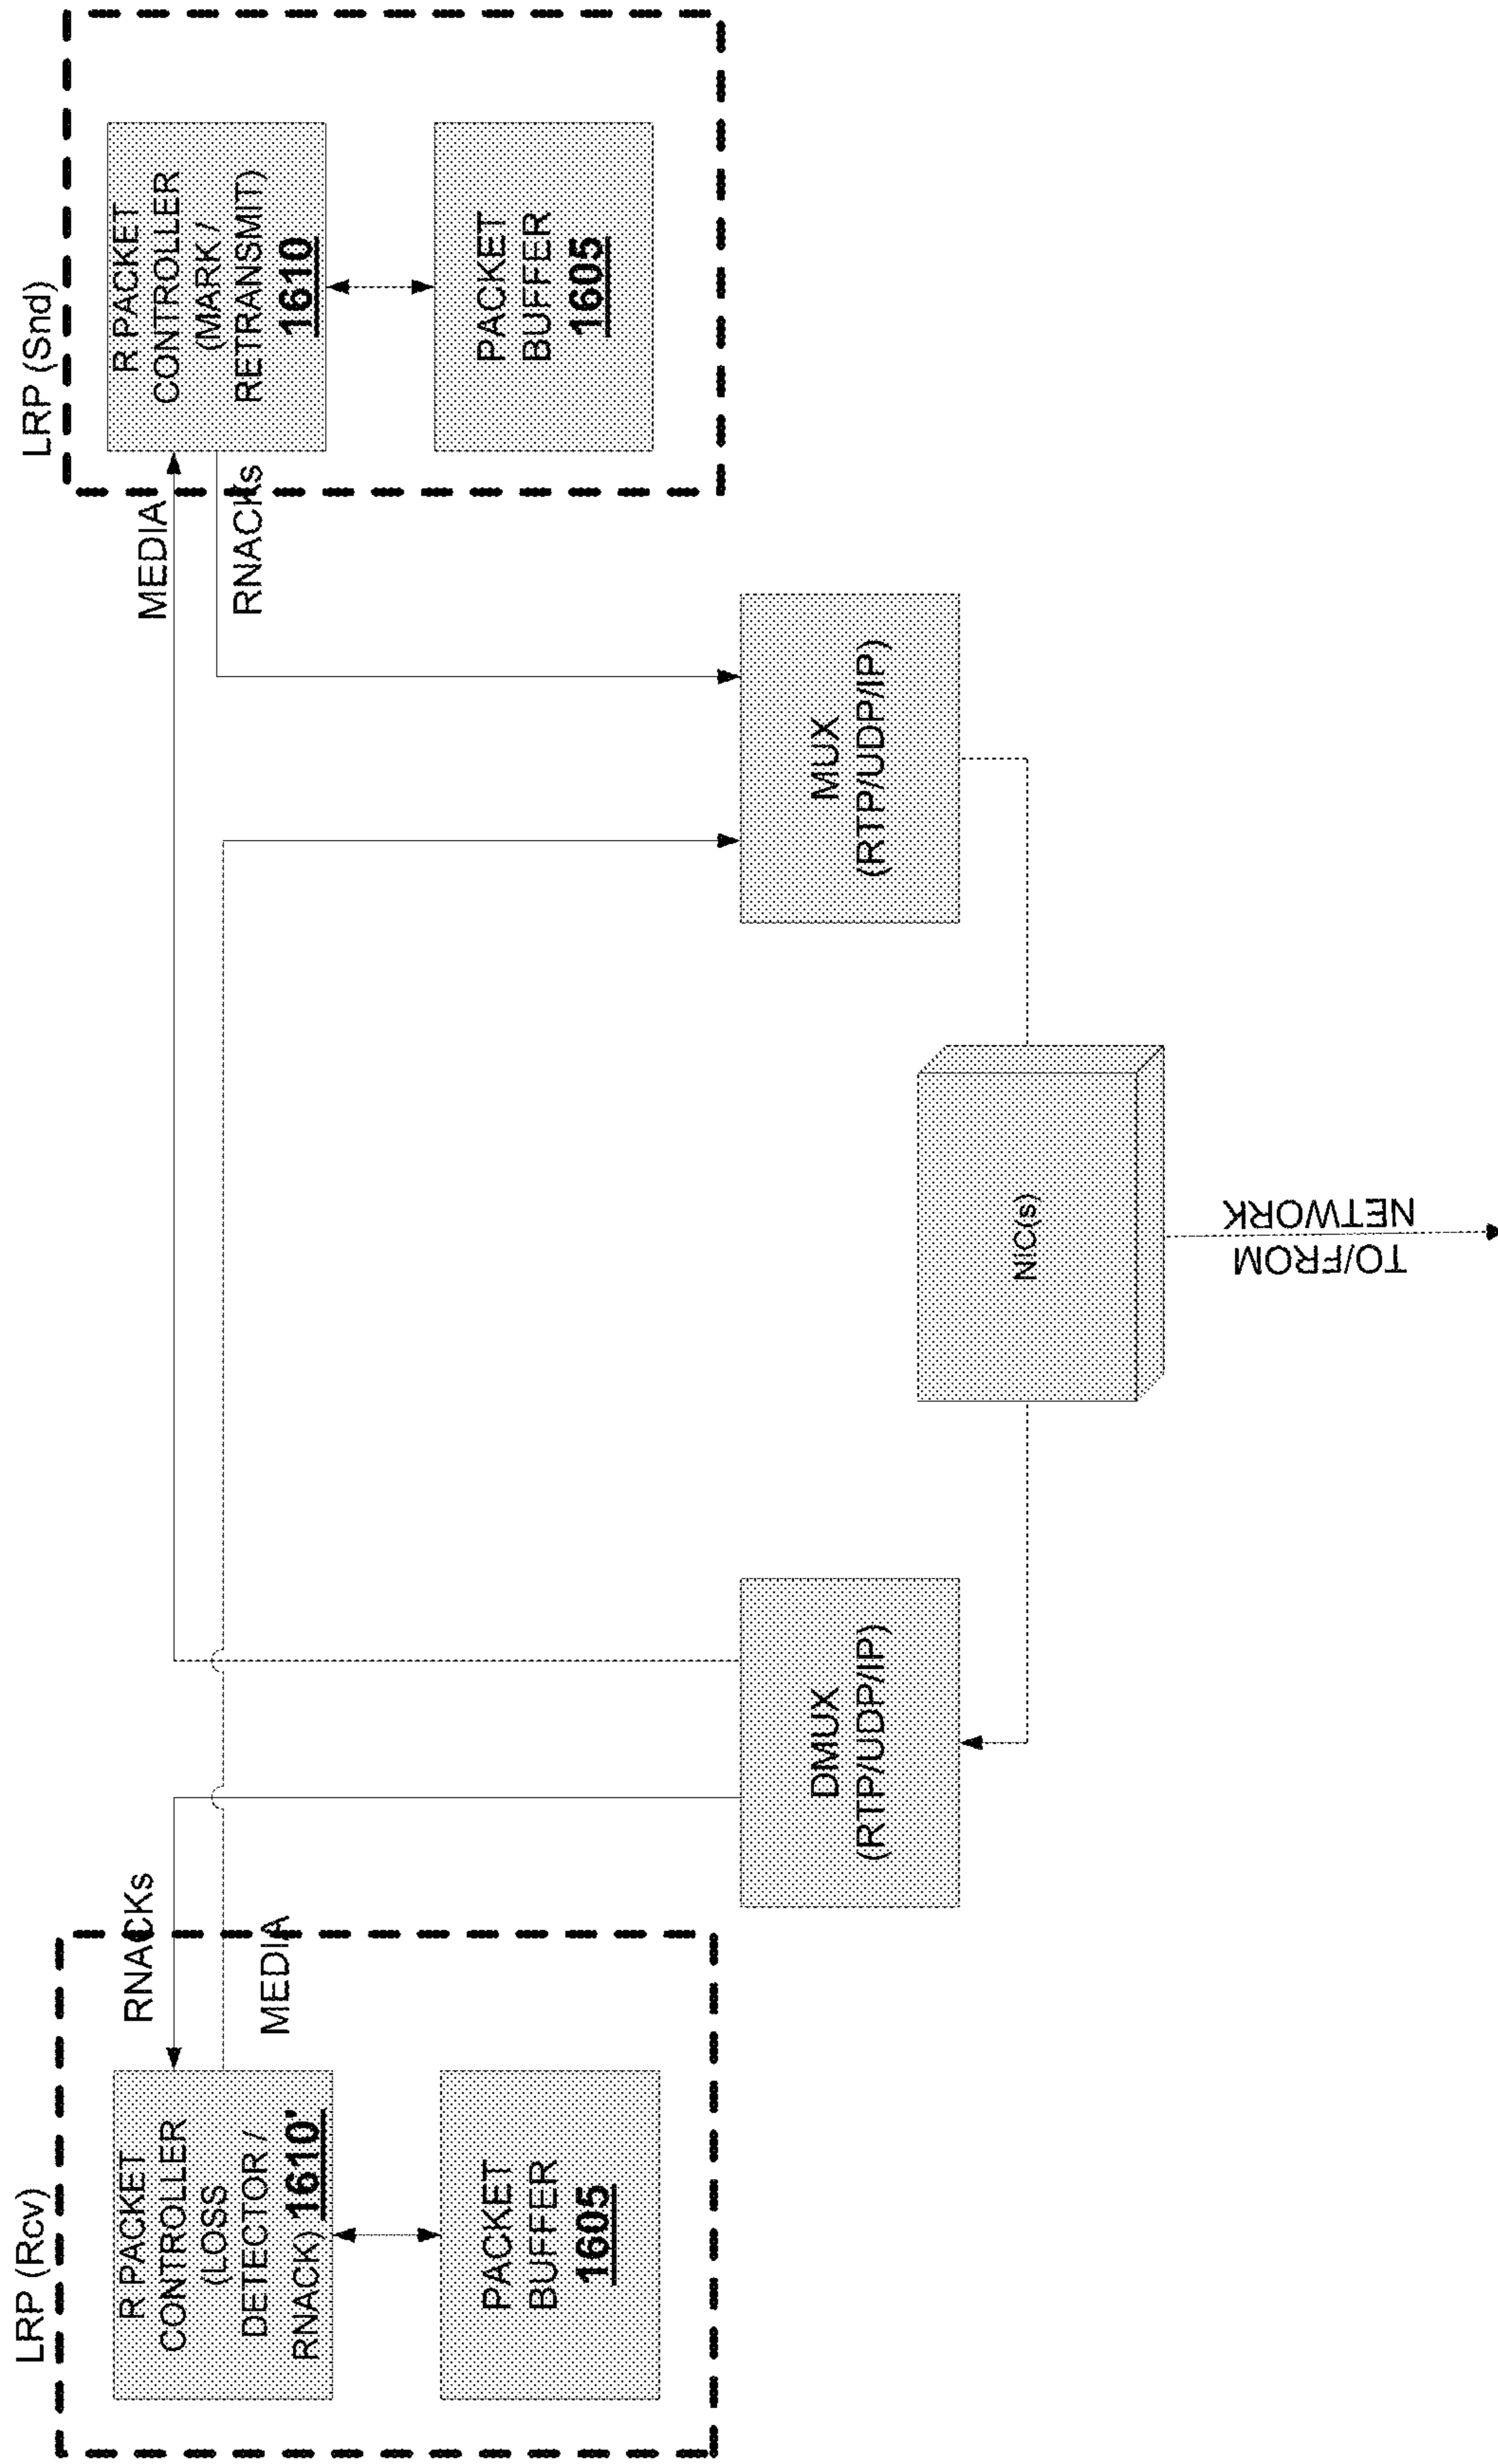 LRP (Rcv)
R PACKET
CONTROLLER
(LOSS
DETECTOR /
RNACK) 1610'
PACKET
BUFFER
1605
RNACKs
MEDIA
DMUX
(RTP/UDP/IP)
NIC(s)
TO/FROM
NETWORK
MUX
(RTP/UDP/IP)
MEDIA
RNACKs
LRP (Snd)
R PACKET
CONTROLLER
(MARK /
RETRANSMIT)
1610
PACKET
BUFFER
1605